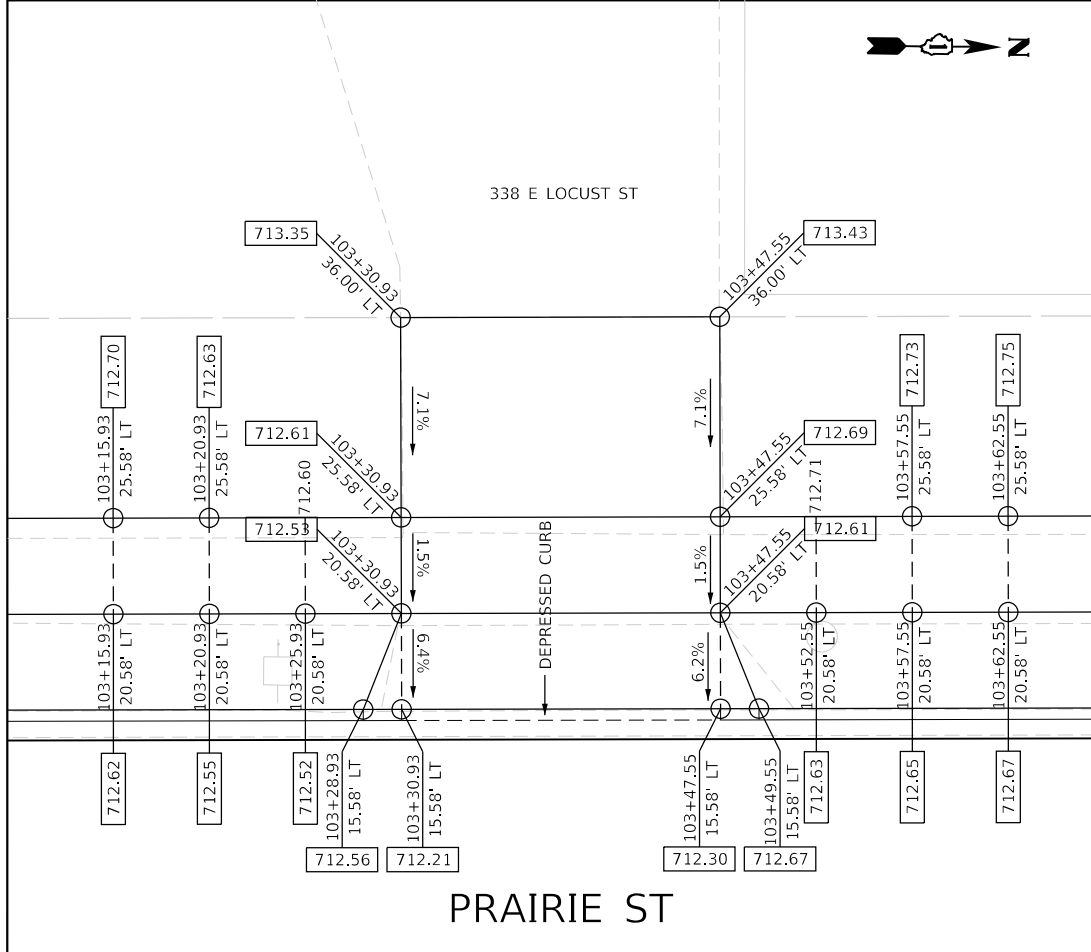 N
338 E LOCUST ST
713.35
103+30.93
36.00' LT
713.43
103+47.55
36.00' LT
7.1%
7.1%
712.70
103+15.93
25.58' LT
712.63
103+20.93
25.58' LT
712.60
712.61
103+30.93
25.58' LT
712.69
103+47.55
25.58' LT
712.71
712.73
103+57.55
25.58' LT
712.75
103+62.55
25.58' LT
712.53
103+30.93
20.58' LT
712.61
103+47.55
20.58' LT
1.5%
1.5%
DEPRESSED CURB
6.4%
6.2%
103+15.93
20.58' LT
712.62
103+20.93
20.58' LT
712.55
103+25.93
20.58' LT
712.52
103+28.93
15.58' LT
712.56
103+30.93
15.58' LT
712.21
103+47.55
15.58' LT
712.30
103+49.55
15.58' LT
712.67
103+52.55
20.58' LT
712.63
103+57.55
20.58' LT
712.65
103+62.55
20.58' LT
712.67
PRAIRIE ST